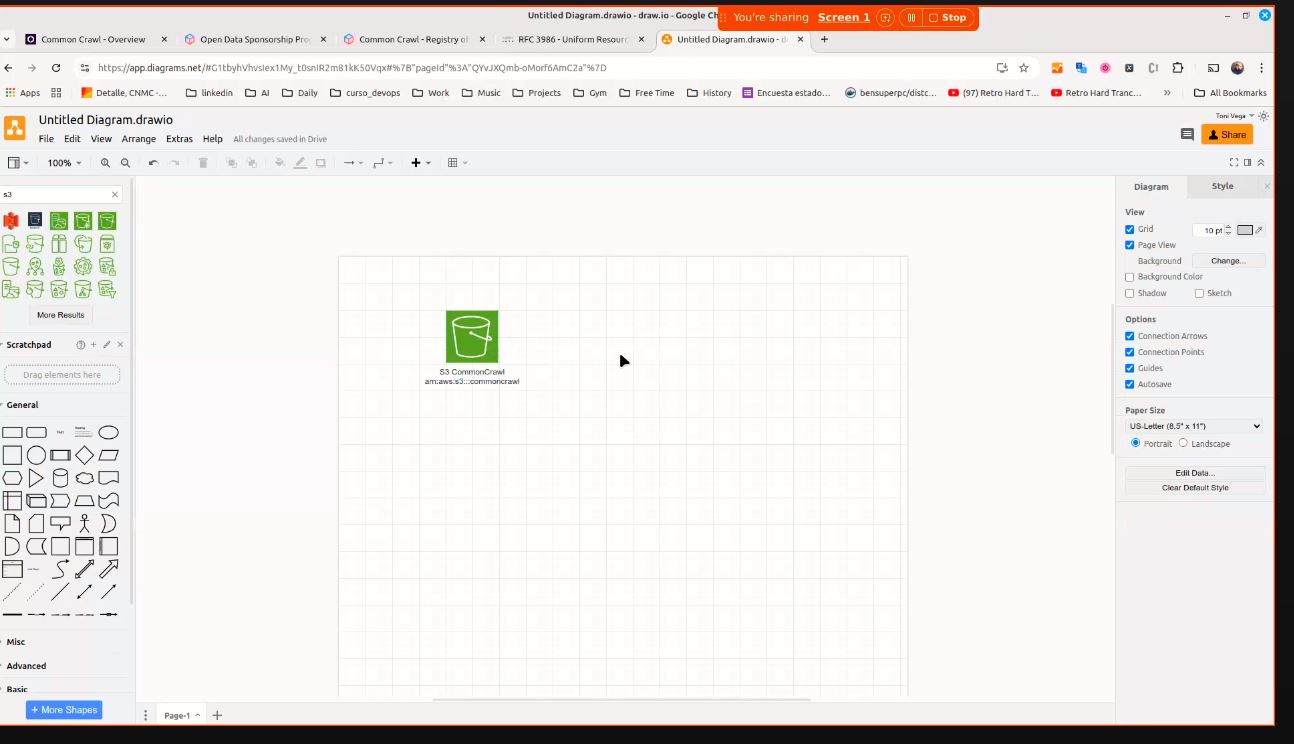 Untitled Diagram.drawio - draw.io - Google Ch
You're sharing Screen 1 Stop
Common Crawl - Overview
Open Data Sponsorship Pro
Common Crawl - Registry of
RFC 3986 - Uniform Resourc
Untitled Diagram.drawio - d
https://app.diagrams.net/#G1tbyhVhvsIex1My_t0snIR2m81kK50Vqx#%7B"pageId"%3A"QYvJXQmb-oMorf6AmC2a"%7D
Apps
Detalle, CNMC -...
linkedin
AI
Daily
curso_devops
Work
Music
Projects
Gym
Free Time
History
Encuesta estado...
bensuperpc/distc...
(97) Retro Hard T...
Retro Hard Tranc...
»
All Bookmarks
Untitled Diagram.drawio
Toni Vega
File Edit View Arrange Extras Help All changes saved in Drive
Share
100%
s3
More Results
Scratchpad
Drag elements here
General
Misc
Advanced
Basic
+ More Shapes
S3 CommonCrawl
arn:aws:s3:::commoncrawl
Page-1
Diagram Style
View
Grid 10 pt
Page View
Background Change...
Background Color
Shadow Sketch
Options
Connection Arrows
Connection Points
Guides
Autosave
Paper Size
US-Letter (8,5" x 11")
Portrait Landscape
Edit Data...
Clear Default Style